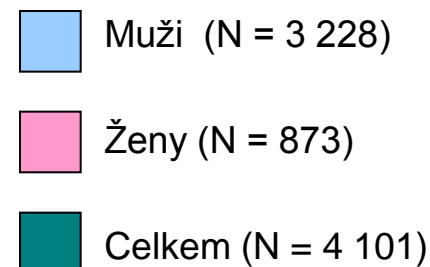 Muži (N = 3 228)
Ženy (N = 873)
Celkem (N = 4 101)